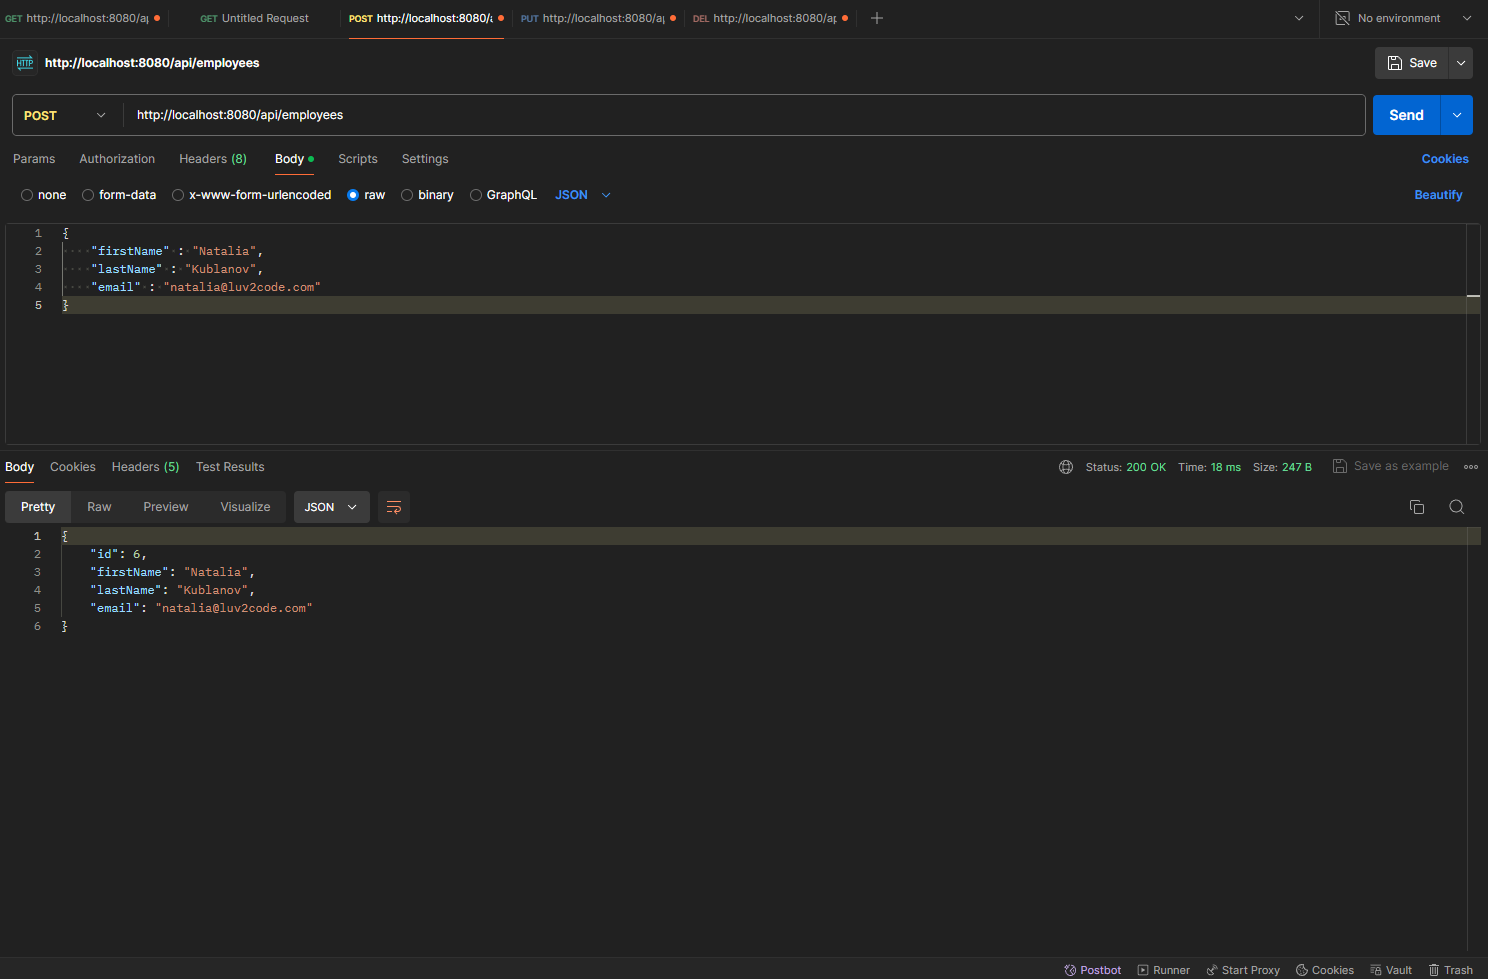 GET http://localhost:8080/ap GET Untitled Request POST http://localhost:8080/a PUT http://localhost:8080/ap DEL http://localhost:8080/ap No environment
HTTP http://localhost:8080/api/employees Save
POST http://localhost:8080/api/employees Send
Params Authorization Headers (8) Body Scripts Settings Cookies
none form-data x-www-form-urlencoded raw binary GraphQL JSON Beautify
1 {
2 "firstName" : "Natalia",
3 "lastName" : "Kublanov",
4 "email" : "natalia@luv2code.com"
5 }
Body Cookies Headers (5) Test Results Status: 200 OK Time: 18 ms Size: 247 B Save as example
Pretty Raw Preview Visualize JSON
1 {
2 "id": 6,
3 "firstName": "Natalia",
4 "lastName": "Kublanov",
5 "email": "natalia@luv2code.com"
6 }
Postbot Runner Start Proxy Cookies Vault Trash